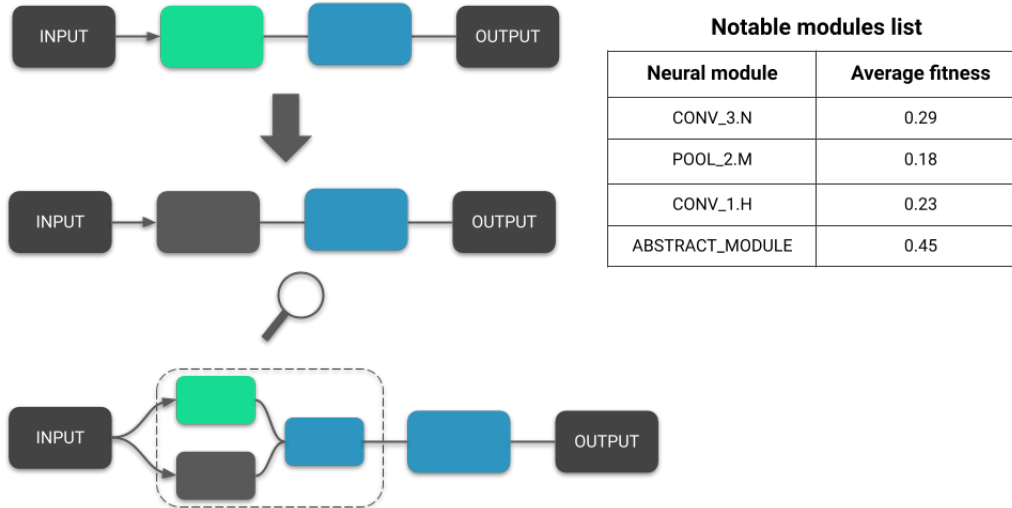 INPUT
OUTPUT
INPUT
OUTPUT
INPUT
OUTPUT
Notable modules list
Neural module Average fitness
CONV_3.N 0.29
POOL_2.M 0.18
CONV_1.H 0.23
ABSTRACT_MODULE 0.45